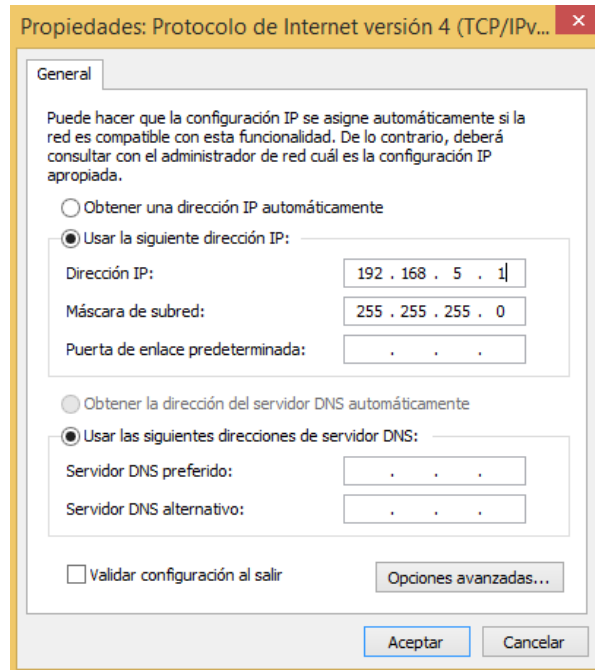 Propiedades: Protocolo de Internet versión 4 (TCP/IPv...
General
Puede hacer que la configuración IP se asigne automáticamente si la
red es compatible con esta funcionalidad. De lo contrario, deberá
consultar con el administrador de red cuál es la configuración IP
apropiada.
Obtener una dirección IP automáticamente
Usar la siguiente dirección IP:
Dirección IP: 192 . 168 . 5 . 1
Máscara de subred: 255 . 255 . 255 . 0
Puerta de enlace predeterminada: . . .
Obtener la dirección del servidor DNS automáticamente
Usar las siguientes direcciones de servidor DNS:
Servidor DNS preferido: . . .
Servidor DNS alternativo: . . .
Validar configuración al salir Opciones avanzadas...
Aceptar Cancelar